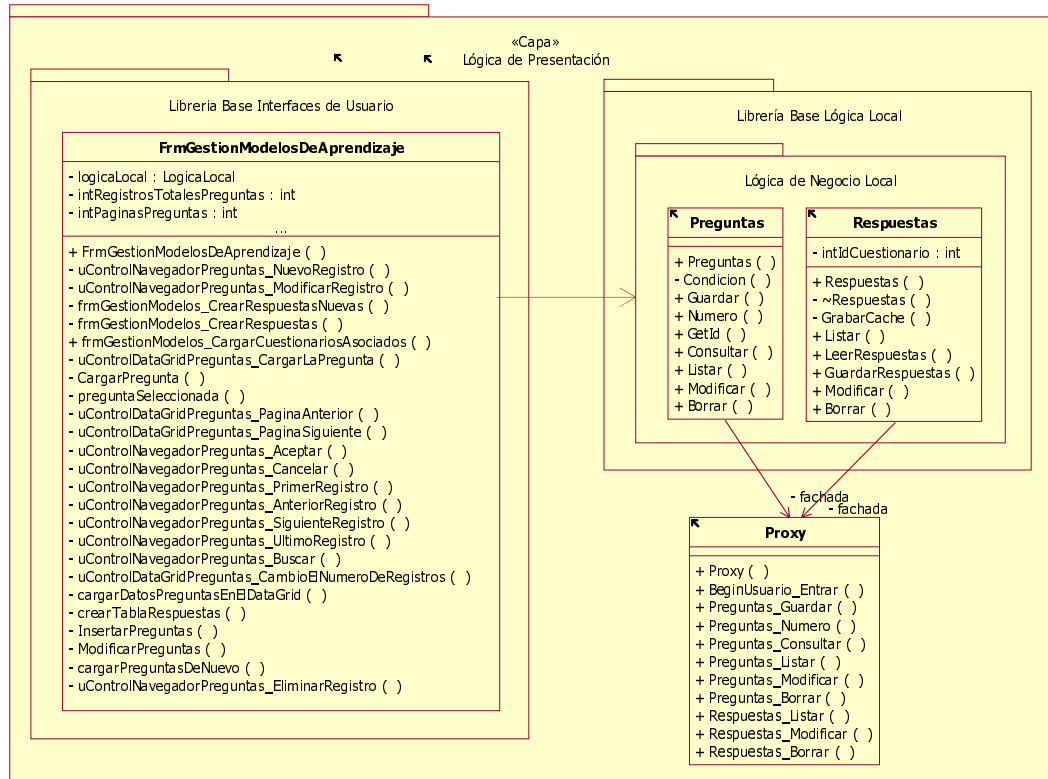 «Capa»
Lógica de Presentación
Libreria Base Interfaces de Usuario
FrmGestionModelosDeAprendizaje
- logicaLocal : LogicaLocal
- intRegistrosTotalesPreguntas : int
- intPaginasPreguntas : int
...
+ FrmGestionModelosDeAprendizaje ( )
- uControlNavegadorPreguntas_NuevoRegistro ( )
- uControlNavegadorPreguntas_ModificarRegistro ( )
- frmGestionModelos_CrearRespuestasNuevas ( )
- frmGestionModelos_CrearRespuestas ( )
+ frmGestionModelos_CargarCuestionariosAsociados ( )
- uControlDataGridPreguntas_CargarLaPregunta ( )
- CargarPregunta ( )
- preguntaSeleccionada ( )
- uControlDataGridPreguntas_PaginaAnterior ( )
- uControlDataGridPreguntas_PaginaSiguiente ( )
- uControlNavegadorPreguntas_Aceptar ( )
- uControlNavegadorPreguntas_Cancelar ( )
- uControlNavegadorPreguntas_PrimerRegistro ( )
- uControlNavegadorPreguntas_AnteriorRegistro ( )
- uControlNavegadorPreguntas_SiguienteRegistro ( )
- uControlNavegadorPreguntas_UltimoRegistro ( )
- uControlNavegadorPreguntas_Buscar ( )
- uControlDataGridPreguntas_CambioElNumeroDeRegistros ( )
- cargarDatosPreguntasEnElDataGrid ( )
- crearTablaRespuestas ( )
- InsertarPreguntas ( )
- ModificarPreguntas ( )
- cargarPreguntasDeNuevo ( )
- uControlNavegadorPreguntas_EliminarRegistro ( )
Librería Base Lógica Local
Lógica de Negocio Local
Preguntas
+ Preguntas ( )
- Condicion ( )
+ Guardar ( )
+ Numero ( )
+ GetId ( )
+ Consultar ( )
+ Listar ( )
+ Modificar ( )
+ Borrar ( )
Respuestas
- intIdCuestionario : int
+ Respuestas ( )
- ~Respuestas ( )
- GrabarCache ( )
+ Listar ( )
+ LeerRespuestas ( )
+ GuardarRespuestas ( )
+ Modificar ( )
+ Borrar ( )
- fachada
- fachada
Proxy
+ Proxy ( )
+ BeginUsuario_Entrar ( )
+ Preguntas_Guardar ( )
+ Preguntas_Numero ( )
+ Preguntas_Consultar ( )
+ Preguntas_Listar ( )
+ Preguntas_Modificar ( )
+ Preguntas_Borrar ( )
+ Respuestas_Listar ( )
+ Respuestas_Modificar ( )
+ Respuestas_Borrar ( )